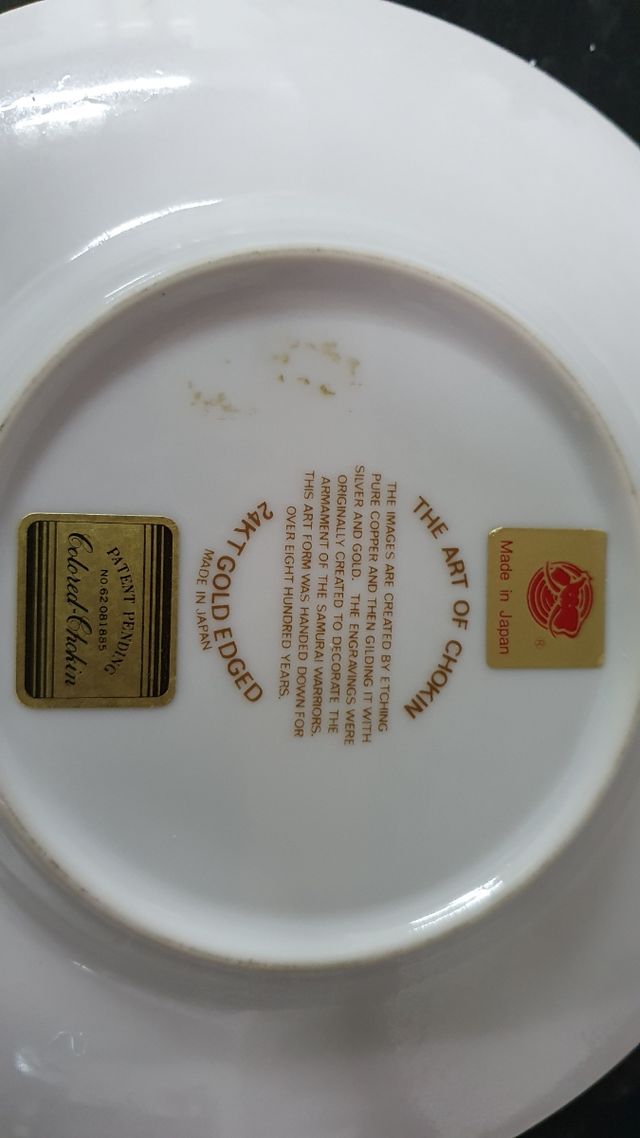 Made in Japan
®
THE ART OF CHOKIN
THE IMAGES ARE CREATED BY ETCHING
PURE COPPER AND THEN GILDING IT WITH
SILVER AND GOLD. THE ENGRAVINGS WERE
ORIGINALLY CREATED TO DECORATE THE
ARMAMENT OF THE SAMURAI WARRIORS.
THIS ART FORM WAS HANDED DOWN FOR
OVER EIGHT HUNDRED YEARS.
24KT GOLD EDGED
MADE IN JAPAN
PATENT PENDING
NO 62 081885
Colored-Chokin